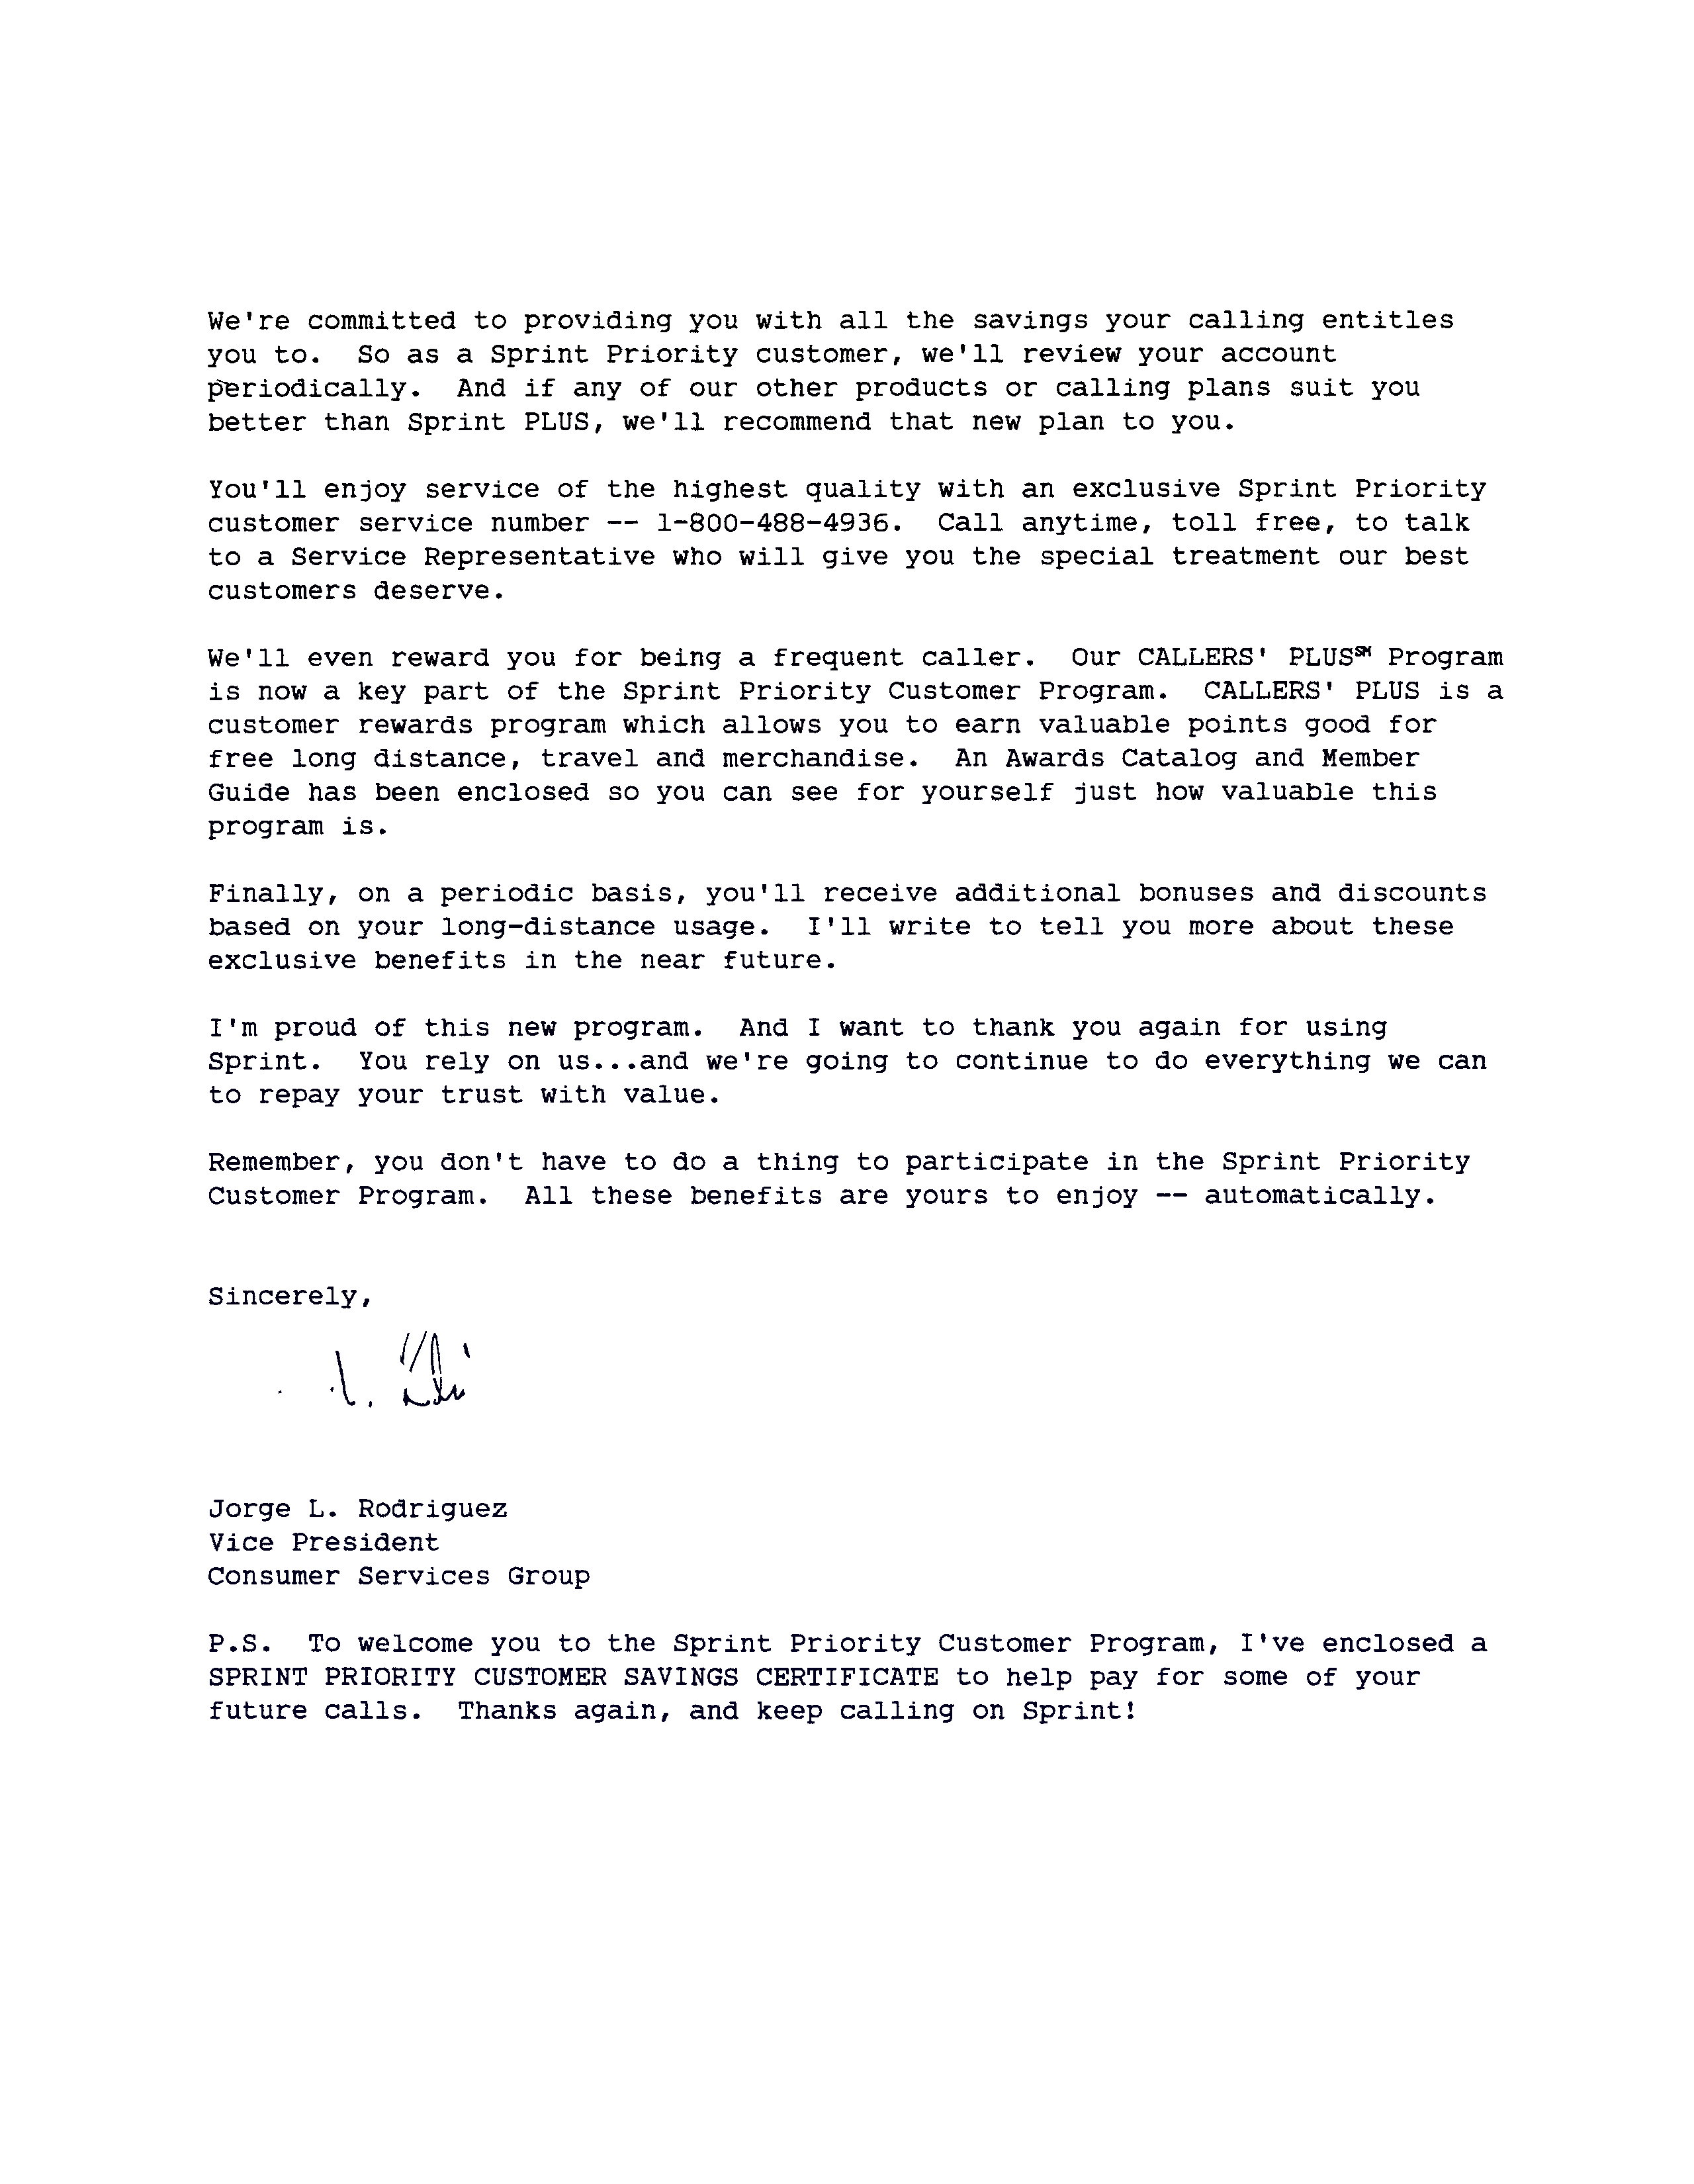 We're committed to providing you with all the savings your calling entitles
you to.  So as a Sprint Priority customer, we'll review your account
periodically.  And if any of our other products or calling plans suit you
better than Sprint PLUS, we'll recommend that new plan to you.
You'll enjoy service of the highest quality with an exclusive Sprint Priority
customer service number -- 1-800-488-4936.  Call anytime, toll free, to talk
to a Service Representative who will give you the special treatment our best
customers deserve.
We'll even reward you for being a frequent caller.  Our CALLERS' PLUS℠ Program
is now a key part of the Sprint Priority Customer Program.  CALLERS' PLUS is a
customer rewards program which allows you to earn valuable points good for
free long distance, travel and merchandise.  An Awards Catalog and Member
Guide has been enclosed so you can see for yourself just how valuable this
program is.
Finally, on a periodic basis, you'll receive additional bonuses and discounts
based on your long-distance usage.  I'll write to tell you more about these
exclusive benefits in the near future.
I'm proud of this new program.  And I want to thank you again for using
Sprint.  You rely on us...and we're going to continue to do everything we can
to repay your trust with value.
Remember, you don't have to do a thing to participate in the Sprint Priority
Customer Program.  All these benefits are yours to enjoy -- automatically.
Sincerely,
Jorge L. Rodriguez
Vice President
Consumer Services Group
P.S.  To welcome you to the Sprint Priority Customer Program, I've enclosed a
SPRINT PRIORITY CUSTOMER SAVINGS CERTIFICATE to help pay for some of your
future calls.  Thanks again, and keep calling on Sprint!